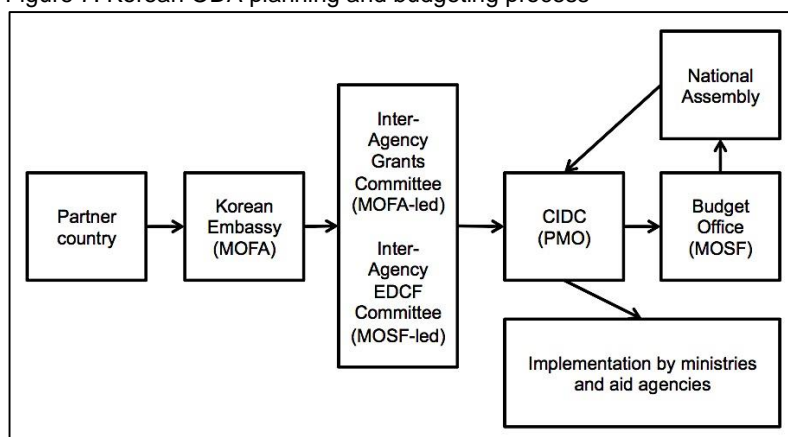 Figure 7: Korean ODA planning and budgeting process
Partner
country
Korean
Embassy
(MOFA)
Inter-
Agency
Grants
Committee
(MOFA-led)
Inter-
Agency
EDCF
Committee
(MOSF-led)
CIDC
(PMO)
Budget
Office
(MOSF)
National
Assembly
Implementation by ministries
and aid agencies